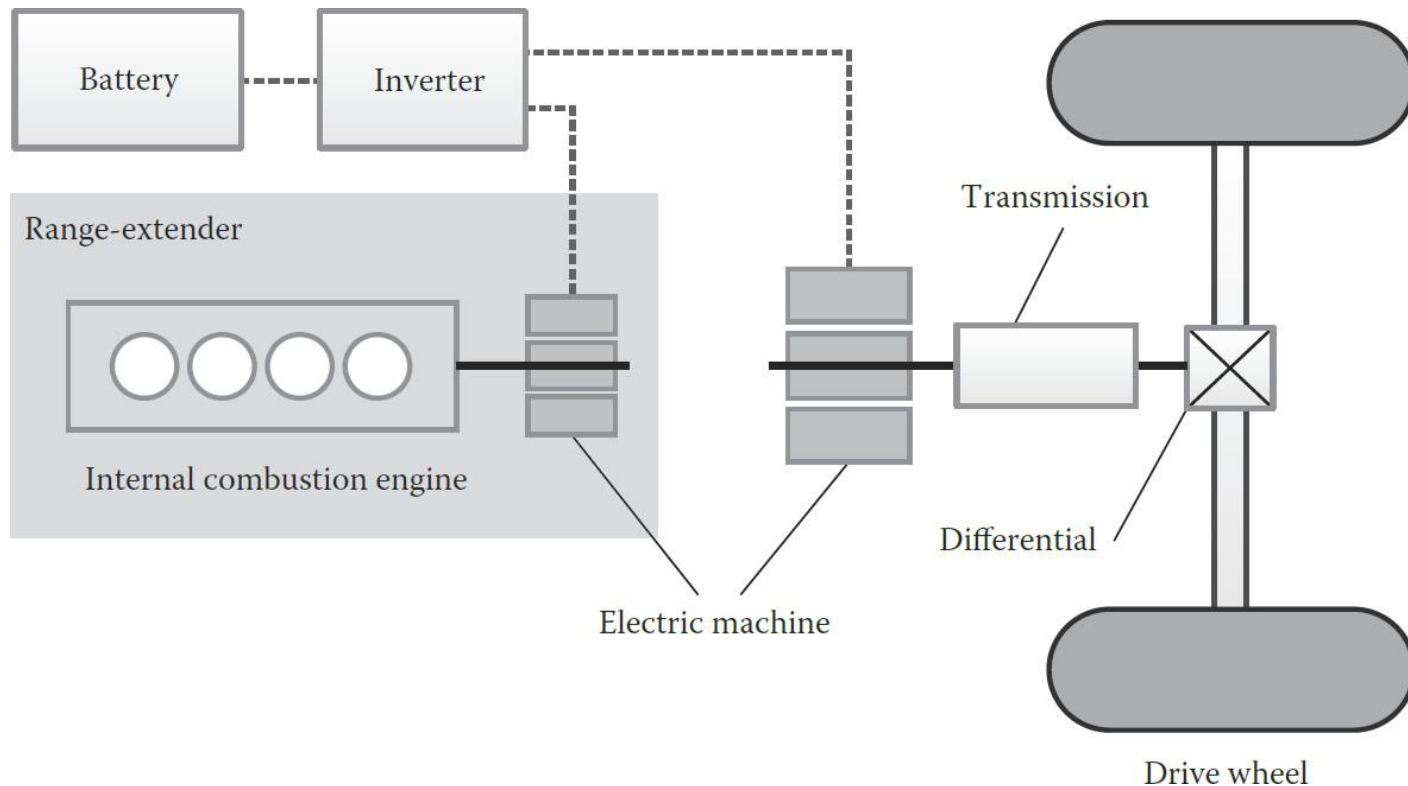 Battery
Inverter
Transmission
Range-extender
Internal combustion engine
Differential
Electric machine
Drive wheel